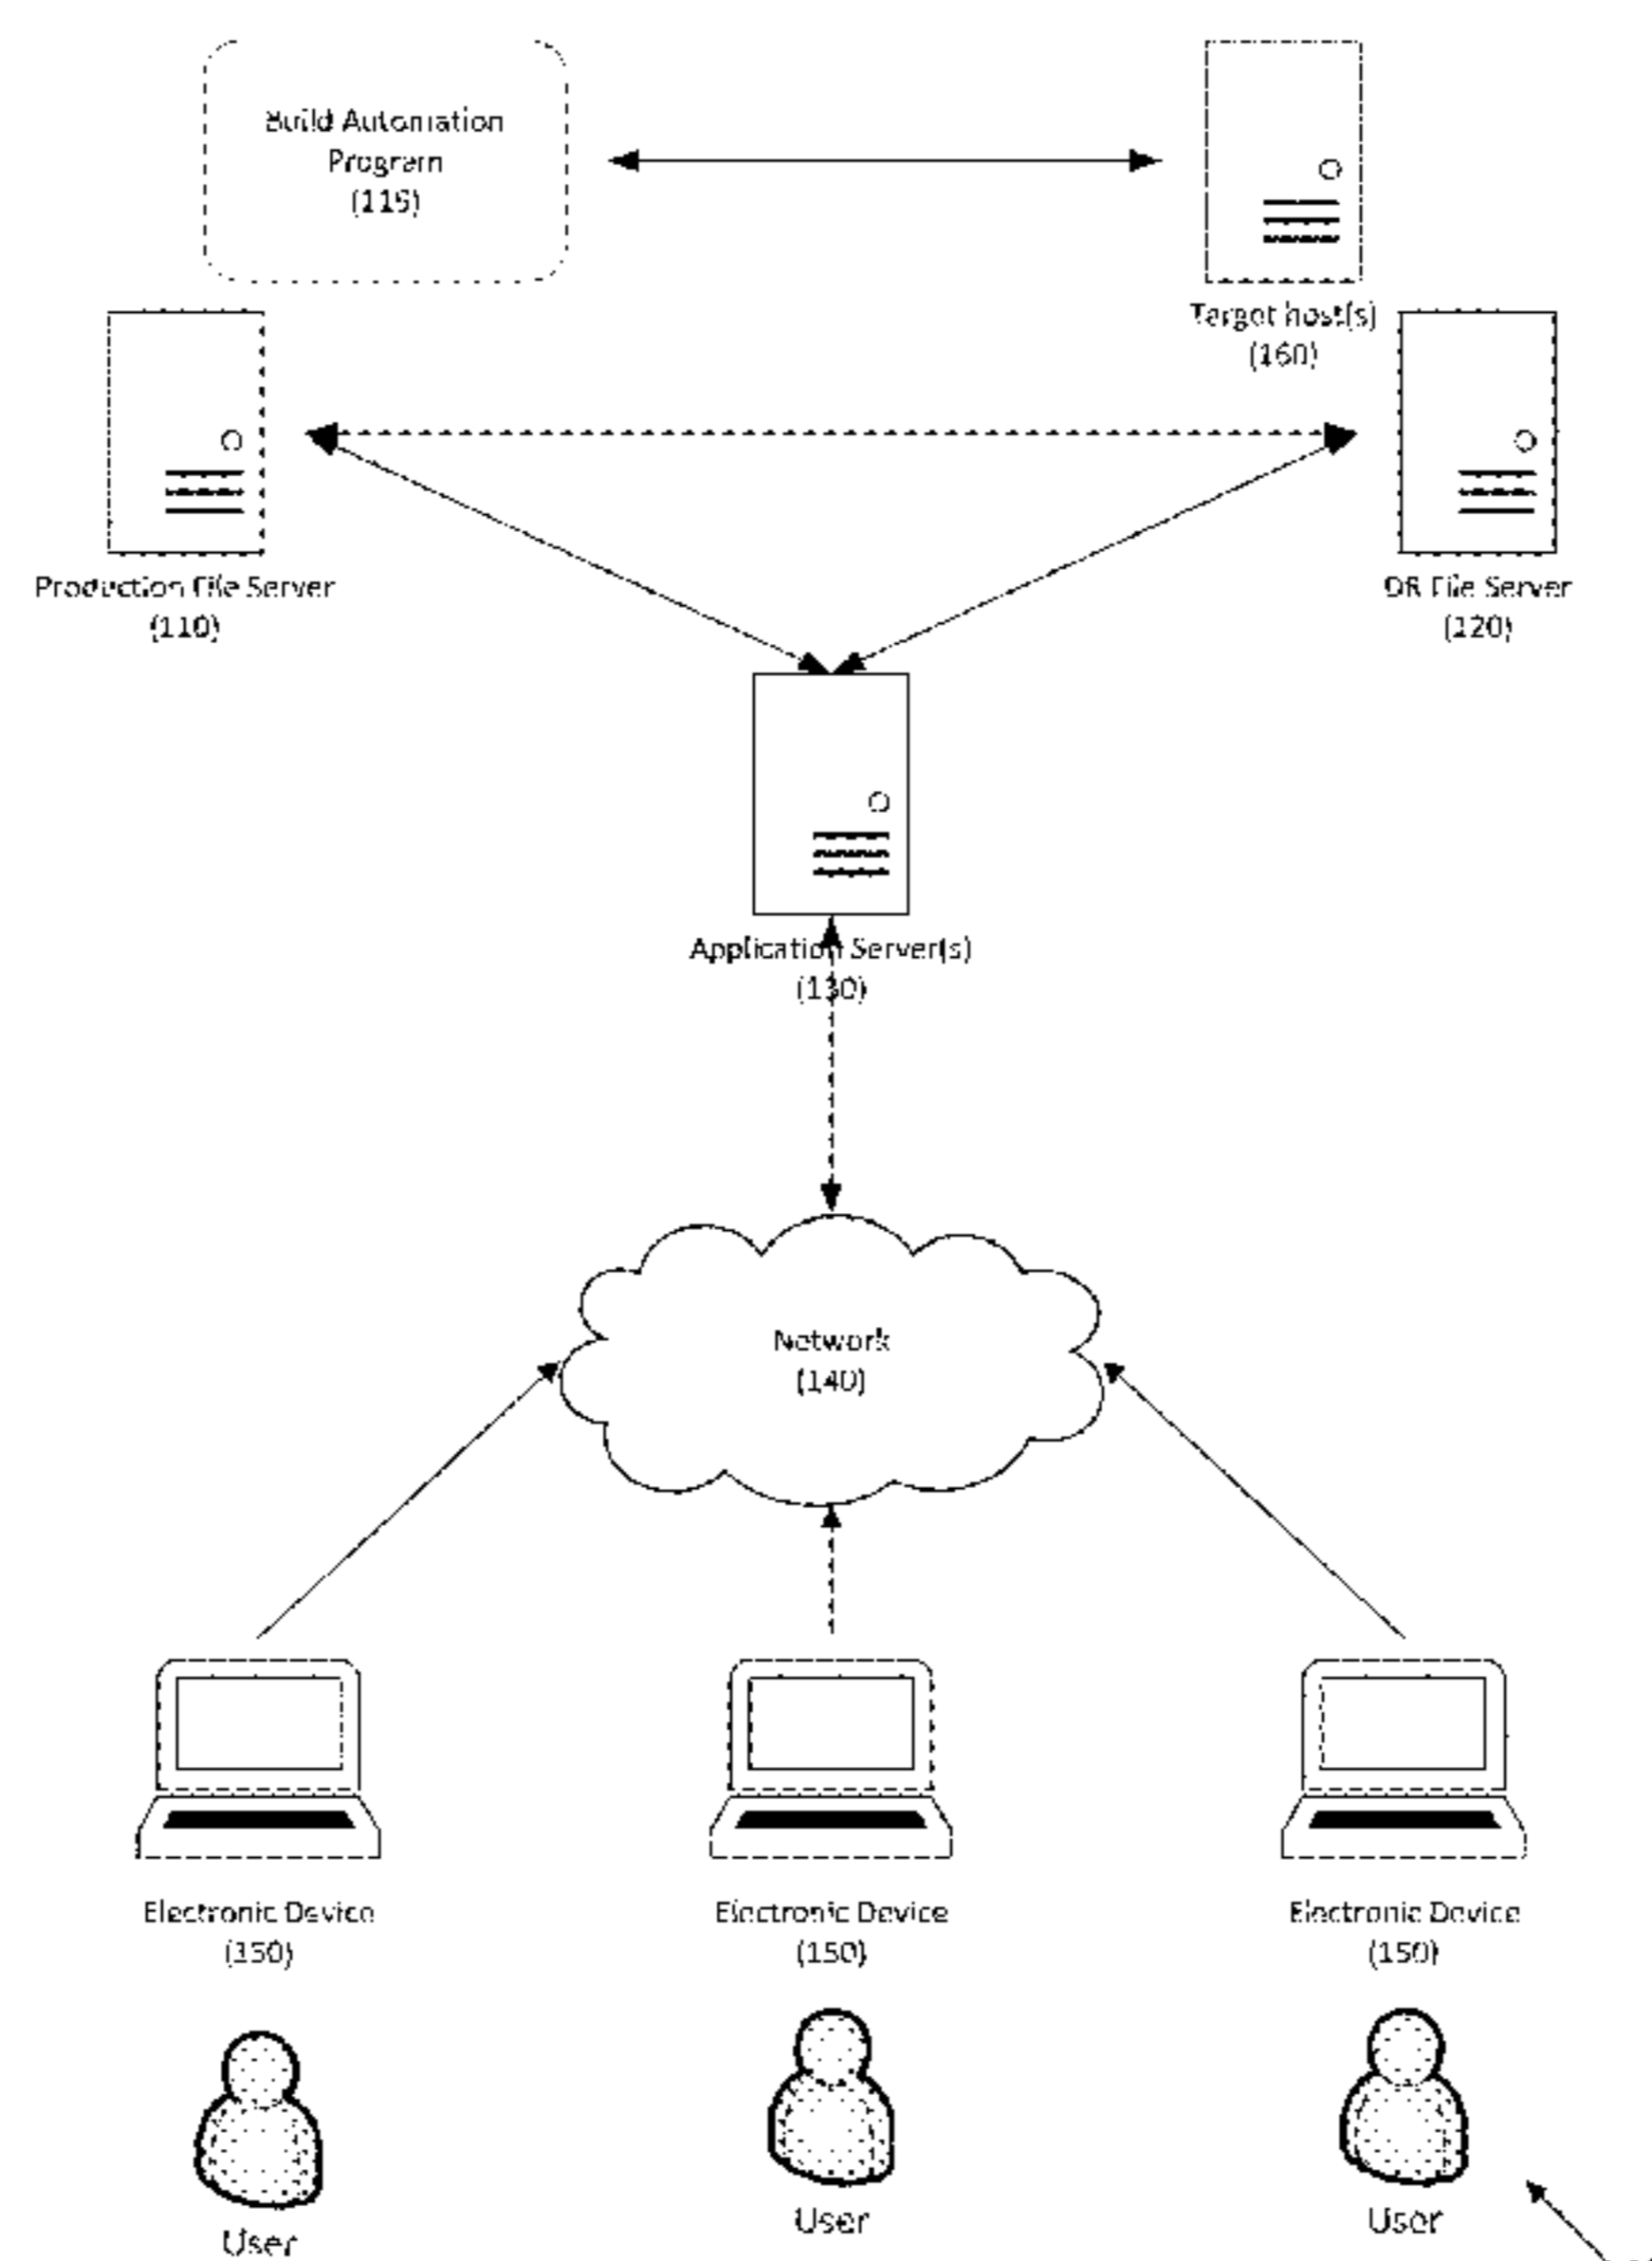 Build Automation
Program
(115)
Target host(s)
(160)
Production File Server
(110)
DR File Server
(120)
Application Server(s)
(130)
Network
(140)
Electronic Device
(150)
Electronic Device
(150)
Electronic Device
(150)
User
User
User